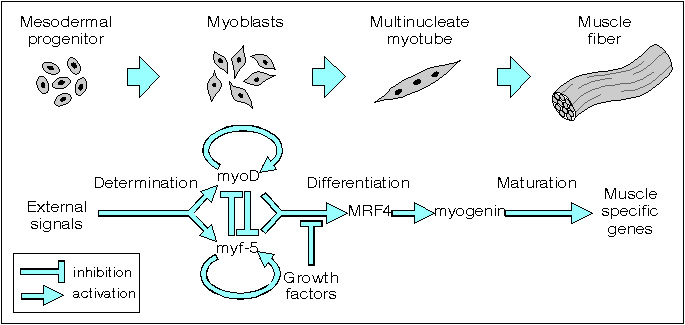 Mesodermal
progenitor
Myoblasts
Multinucleate
myotube
Muscle
fiber
myoD
Determination
Differentiation
Maturation
External
signals
MRF4
myogenin
Muscle
specific
genes
myf-5
Growth
factors
inhibition
activation